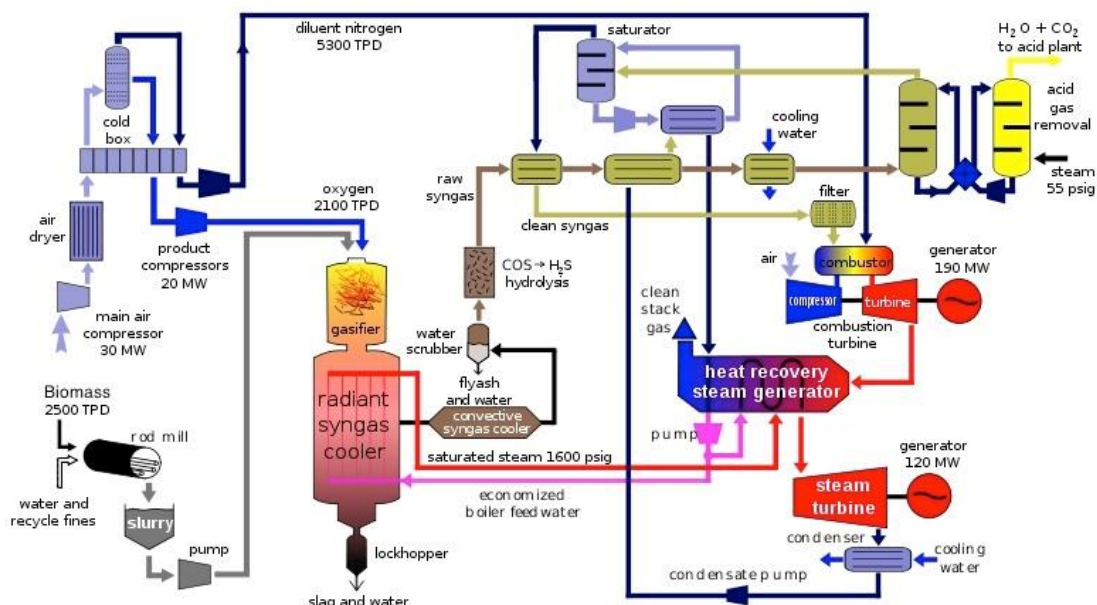 diluent nitrogen
5300 TPD
saturator
H2O + CO2
to acid plant
cold
box
cooling
water
acid
gas
removal
steam
55 psig
oxygen
2100 TPD
raw
syngas
filter
clean syngas
air
dryer
product
compressors
20 MW
COS → H2S
hydrolysis
air
combustor
generator
190 MW
compressor
turbine
combustion
turbine
main air
compressor
30 MW
gasifier
water
scrubber
clean
stack
gas
flyash
and water
heat recovery
steam generator
Biomass
2500 TPD
rod mill
radiant
syngas
cooler
convective
syngas cooler
pump
saturated steam 1600 psig
generator
120 MW
water and
recycle fines
economized
boiler feed water
steam
turbine
slurry
pump
lockhopper
condenser
cooling
water
condensate pump
slag and water